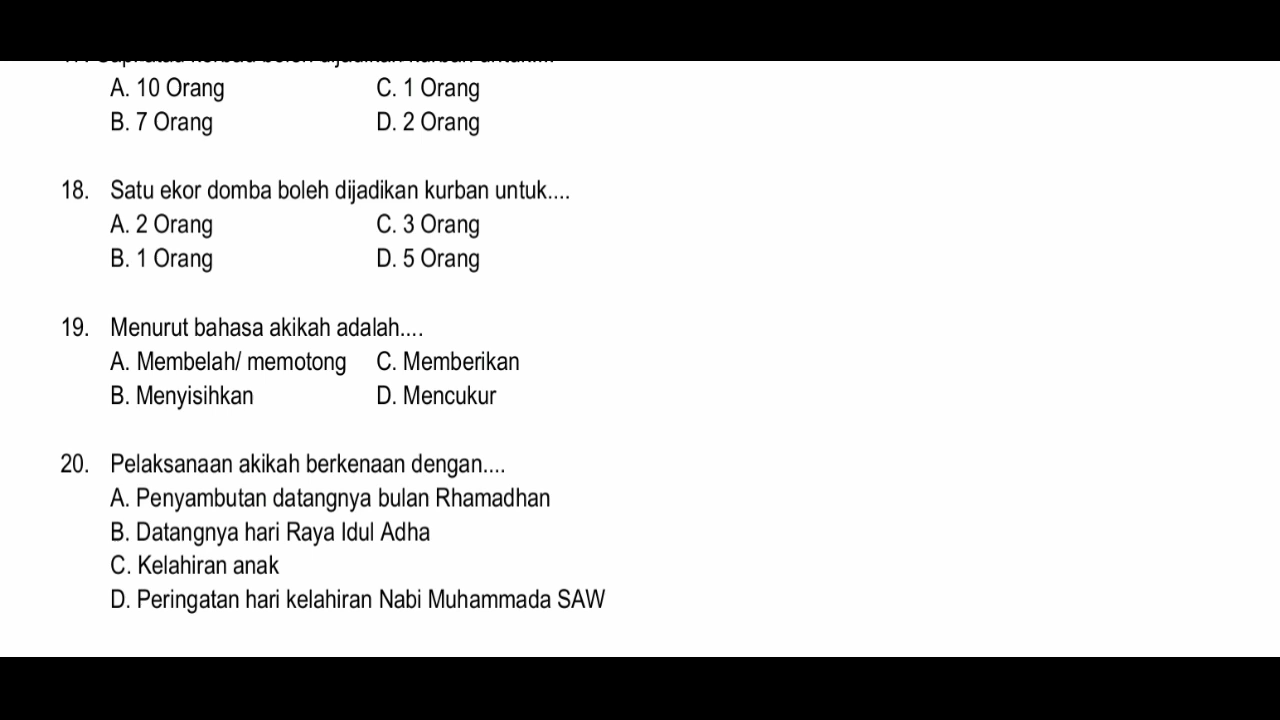 A. 10 Orang C. 1 Orang
B. 7 Orang D. 2 Orang
18. Satu ekor domba boleh dijadikan kurban untuk....
A. 2 Orang C. 3 Orang
B. 1 Orang D. 5 Orang
19. Menurut bahasa akikah adalah....
A. Membelah/ memotong C. Memberikan
B. Menyisihkan D. Mencukur
20. Pelaksanaan akikah berkenaan dengan....
A. Penyambutan datangnya bulan Rhamadhan
B. Datangnya hari Raya Idul Adha
C. Kelahiran anak
D. Peringatan hari kelahiran Nabi Muhammada SAW